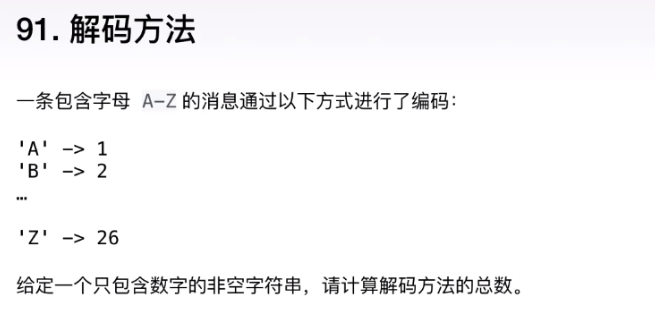 91. 解码方法
一条包含字母 A-Z 的消息通过以下方式进行了编码：
'A' -> 1
'B' -> 2
…
'Z' -> 26
给定一个只包含数字的非空字符串，请计算解码方法的总数。